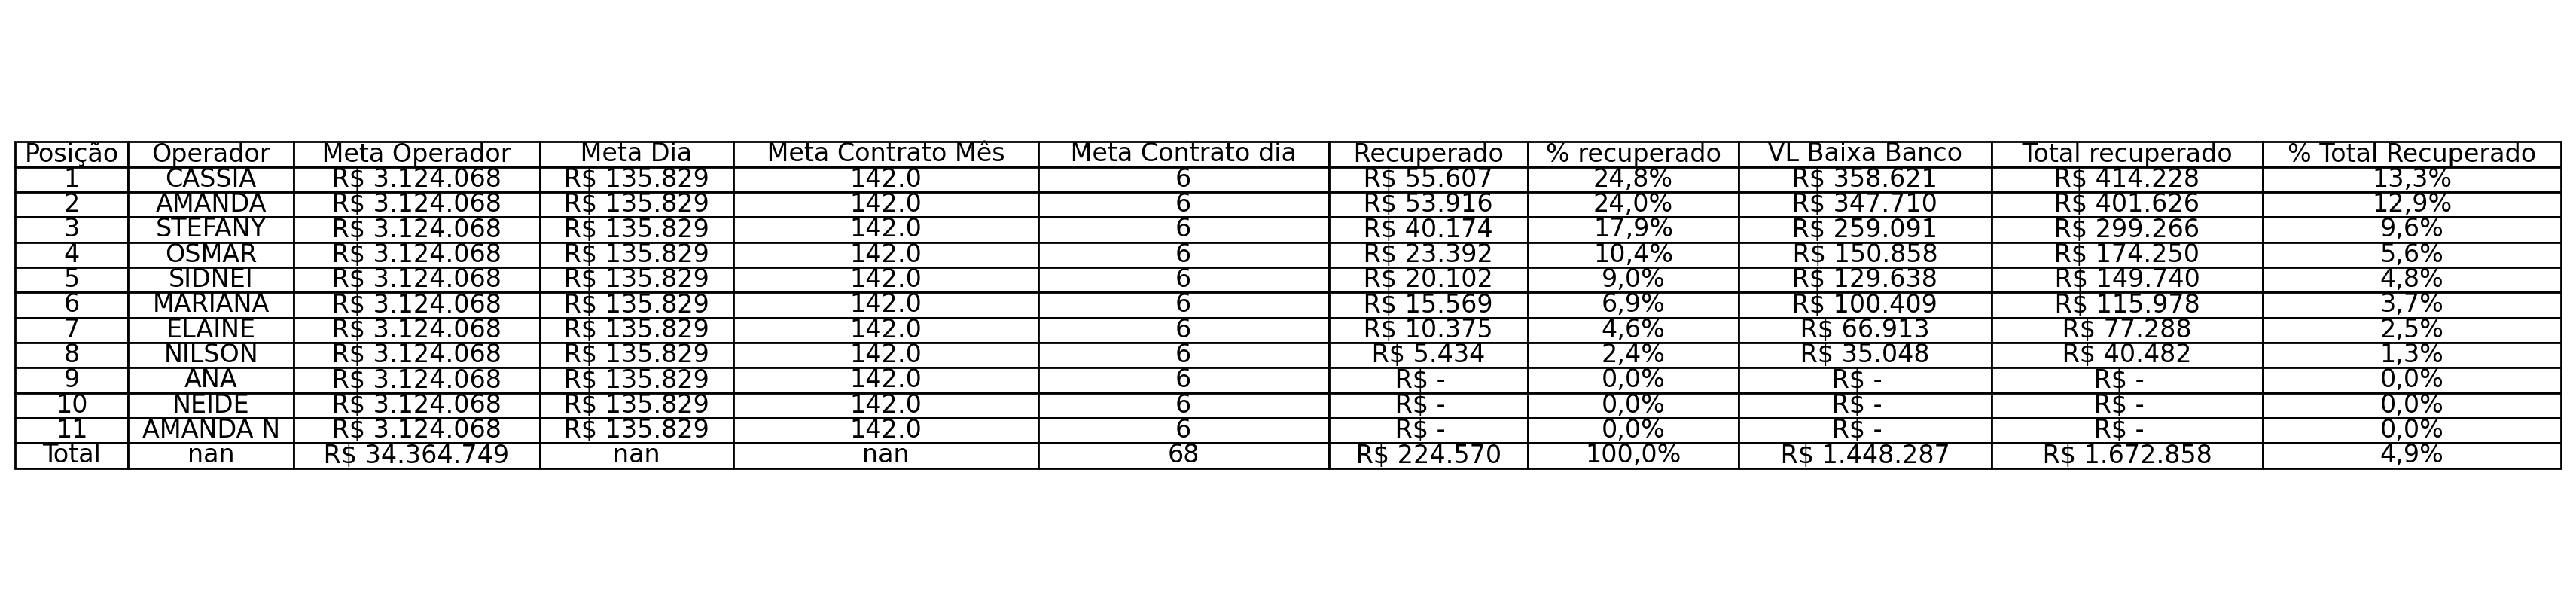 Posição Operador Meta Operador Meta Dia Meta Contrato Mês Meta Contrato dia Recuperado % recuperado VL Baixa Banco Total recuperado % Total Recuperado
1 CASSIA R$ 3.124.068 R$ 135.829 142.0 6 R$ 55.607 24,8% R$ 358.621 R$ 414.228 13,3%
2 AMANDA R$ 3.124.068 R$ 135.829 142.0 6 R$ 53.916 24,0% R$ 347.710 R$ 401.626 12,9%
3 STEFANY R$ 3.124.068 R$ 135.829 142.0 6 R$ 40.174 17,9% R$ 259.091 R$ 299.266 9,6%
4 OSMAR R$ 3.124.068 R$ 135.829 142.0 6 R$ 23.392 10,4% R$ 150.858 R$ 174.250 5,6%
5 SIDNEI R$ 3.124.068 R$ 135.829 142.0 6 R$ 20.102 9,0% R$ 129.638 R$ 149.740 4,8%
6 MARIANA R$ 3.124.068 R$ 135.829 142.0 6 R$ 15.569 6,9% R$ 100.409 R$ 115.978 3,7%
7 ELAINE R$ 3.124.068 R$ 135.829 142.0 6 R$ 10.375 4,6% R$ 66.913 R$ 77.288 2,5%
8 NILSON R$ 3.124.068 R$ 135.829 142.0 6 R$ 5.434 2,4% R$ 35.048 R$ 40.482 1,3%
9 ANA R$ 3.124.068 R$ 135.829 142.0 6 R$ - 0,0% R$ - R$ - 0,0%
10 NEIDE R$ 3.124.068 R$ 135.829 142.0 6 R$ - 0,0% R$ - R$ - 0,0%
11 AMANDA N R$ 3.124.068 R$ 135.829 142.0 6 R$ - 0,0% R$ - R$ - 0,0%
Total nan R$ 34.364.749 nan nan 68 R$ 224.570 100,0% R$ 1.448.287 R$ 1.672.858 4,9%